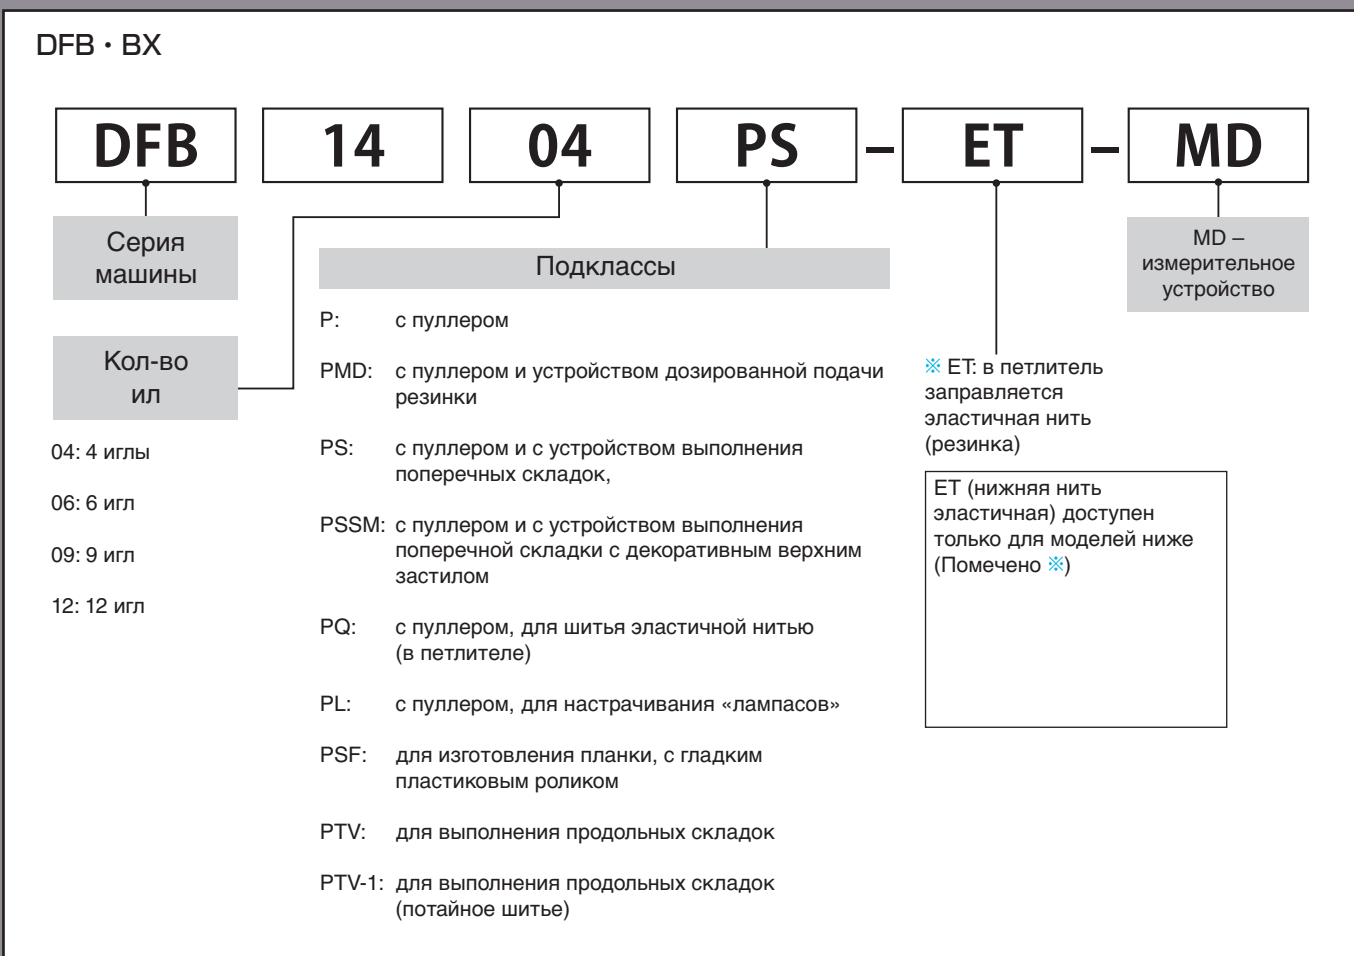 DFB・BX
DFB 14 04 PS – ET – MD
Серия
машины
Кол-во
ил
04: 4 иглы
06: 6 игл
09: 9 игл
12: 12 игл
Подклассы
P: с пуллером
PMD: с пуллером и устройством дозированной подачи
резинки
PS: с пуллером и с устройством выполнения
поперечных складок,
PSSM: с пуллером и с устройством выполнения
поперечной складки с декоративным верхним
застилом
PQ: с пуллером, для шитья эластичной нитью
(в петлителе)
PL: с пуллером, для настрачивания «лампасов»
PSF: для изготовления планки, с гладким
пластиковым роликом
PTV: для выполнения продольных складок
PTV-1: для выполнения продольных складок
(потайное шитье)
※ ET: в петлитель
заправляется
эластичная нить
(резинка)
ET (нижняя нить
эластичная) доступен
только для моделей ниже
(Помечено ※)
MD –
измерительное
устройство